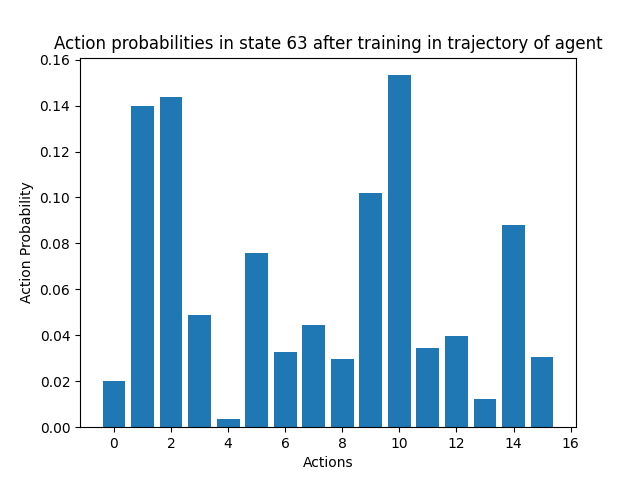 Action probabilities in state 63 after training in trajectory of agent
0.16
0.14
0.12
0.10
0.08
0.06
0.04
0.02
0.00
Action Probability
0 2 4 6 8 10 12 14 16
Actions